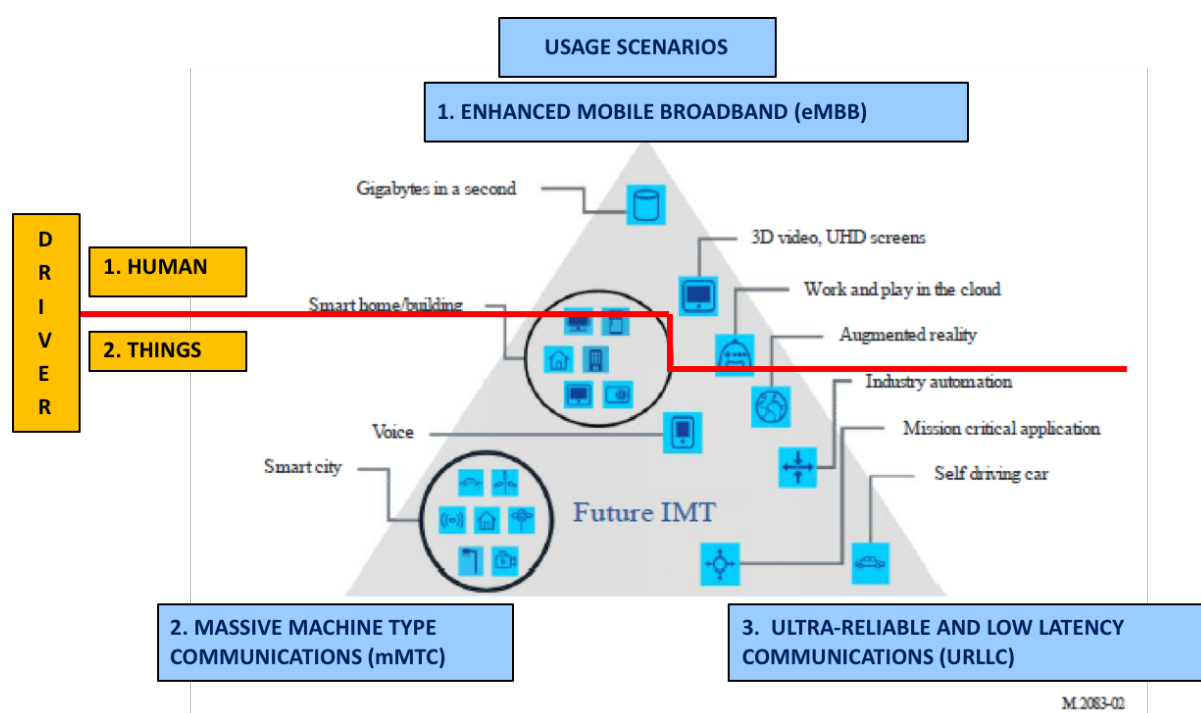 USAGE SCENARIOS
1. ENHANCED MOBILE BROADBAND (eMBB)
Gigabytes in a second
3D video, UHD screens
D
R
I
V
E
R
1. HUMAN
2. THINGS
Smart home/building
Work and play in the cloud
Augmented reality
Industry automation
Voice
Mission critical application
Smart city
Self driving car
Future IMT
2. MASSIVE MACHINE TYPE
COMMUNICATIONS (mMTC)
3. ULTRA-RELIABLE AND LOW LATENCY
COMMUNICATIONS (URLLC)
M.2083-02